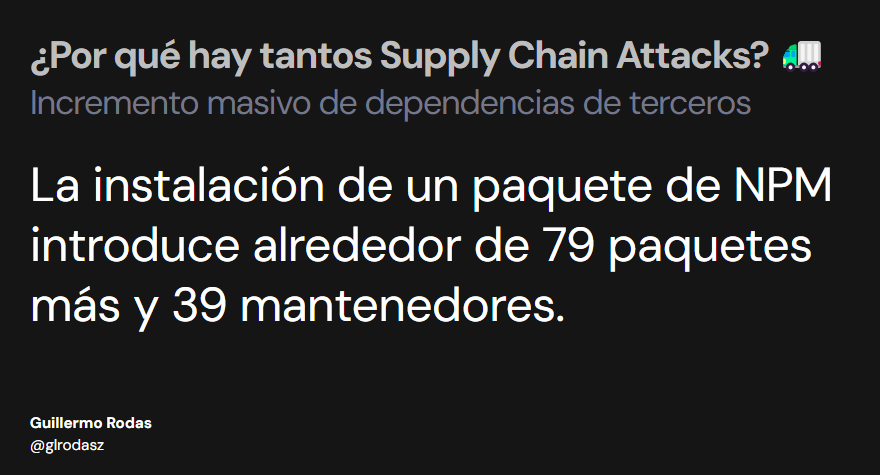 ¿Por qué hay tantos Supply Chain Attacks? 🚛
Incremento masivo de dependencias de terceros
La instalación de un paquete de NPM
introduce alrededor de 79 paquetes
más y 39 mantenedores.
Guillermo Rodas
@glrodasz